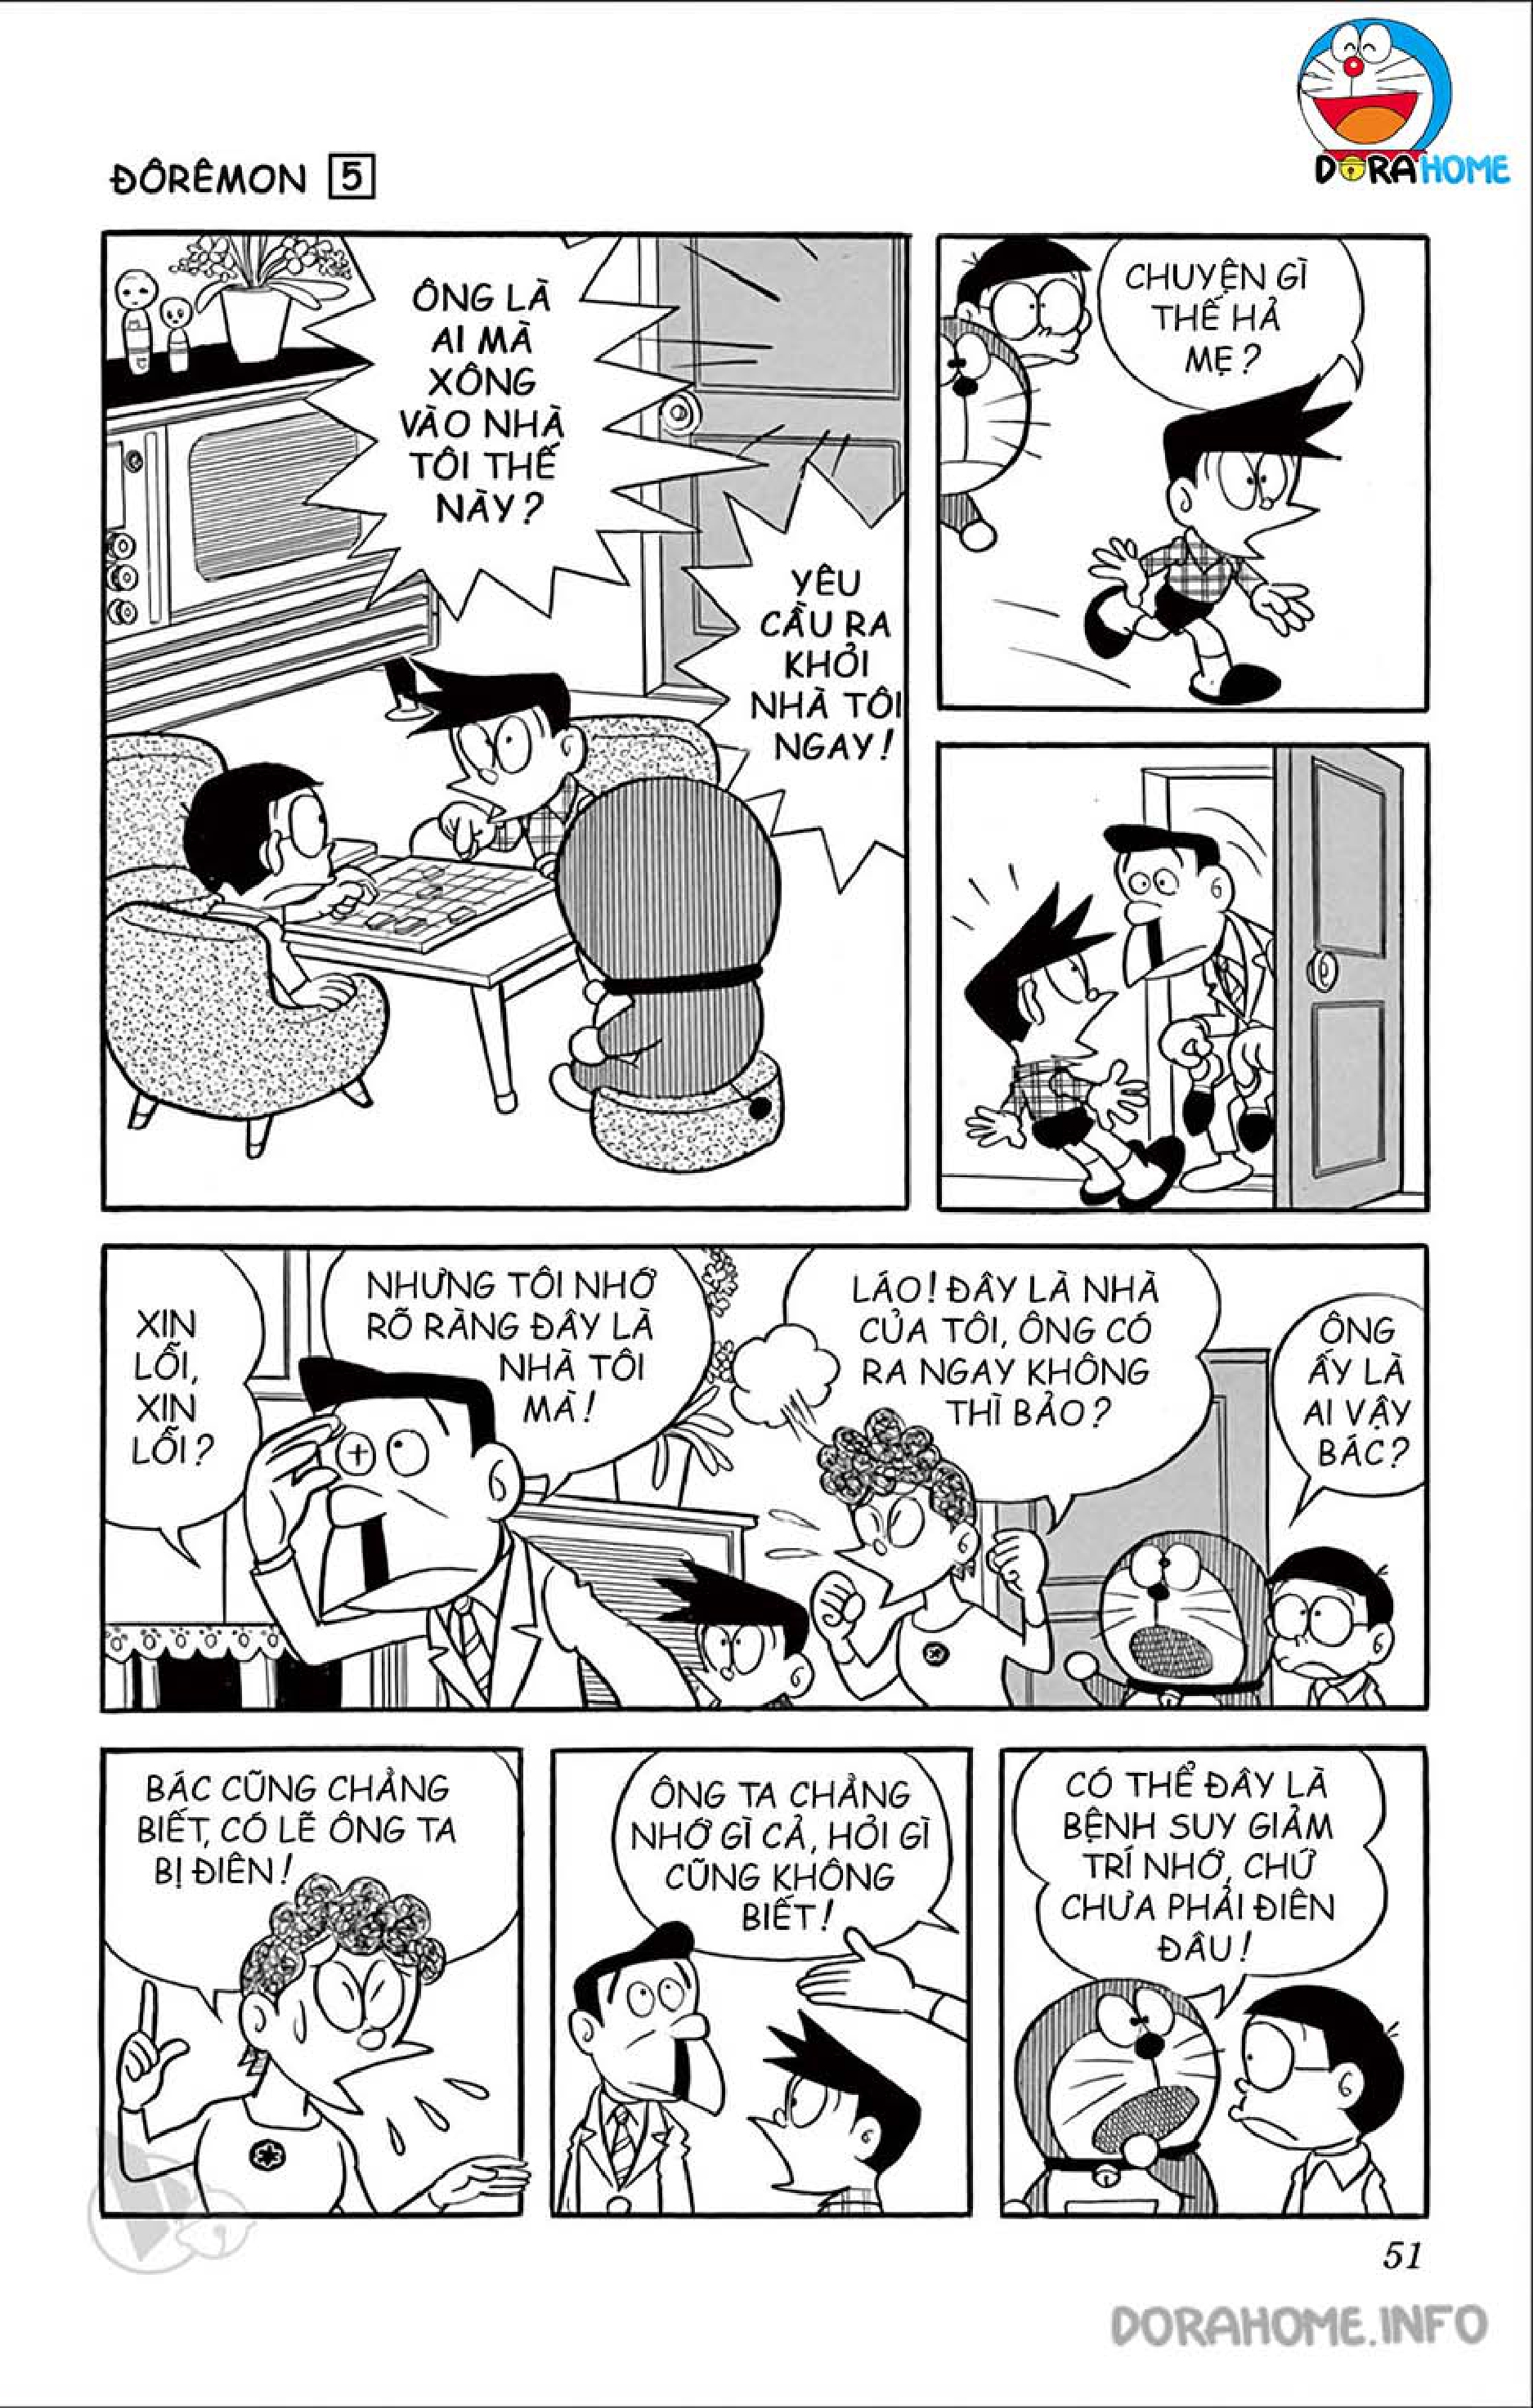 DORAHOME
ĐÔRÊMON 5
ÔNG LÀ
AI MÀ
XÔNG
VÀO NHÀ
TÔI THẾ
NÀY?
YÊU
CẦU RA
KHỎI
NHÀ TÔI
NGAY!
CHUYỆN GÌ
THẾ HẢ
MẸ?
XIN
LỖI,
XIN
LỖI?
NHƯNG TÔI NHỚ
RÕ RÀNG ĐÂY LÀ
NHÀ TÔI
MÀ!
LÁO! ĐÂY LÀ NHÀ
CỦA TÔI, ÔNG CÓ
RA NGAY KHÔNG
THÌ BẢO?
ÔNG
ẤY LÀ
AI VẬY
BÁC?
BÁC CŨNG CHẲNG
BIẾT, CÓ LẼ ÔNG TA
BỊ ĐIÊN!
ÔNG TA CHẲNG
NHỚ GÌ CẢ, HỎI GÌ
CŨNG KHÔNG
BIẾT!
CÓ THỂ ĐÂY LÀ
BỆNH SUY GIẢM
TRÍ NHỚ, CHỨ
CHƯA PHẢI ĐIÊN
ĐÂU!
51
DORAHOME.INFO